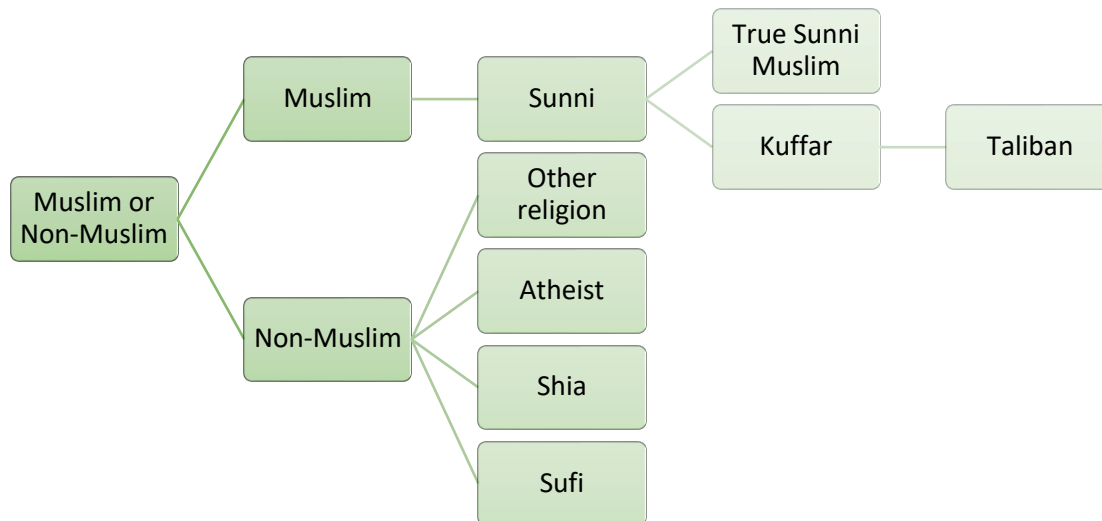 Muslim or
Non-Muslim
Muslim
Non-Muslim
Sunni
Other
religion
Atheist
Shia
Sufi
True Sunni
Muslim
Kuffar
Taliban